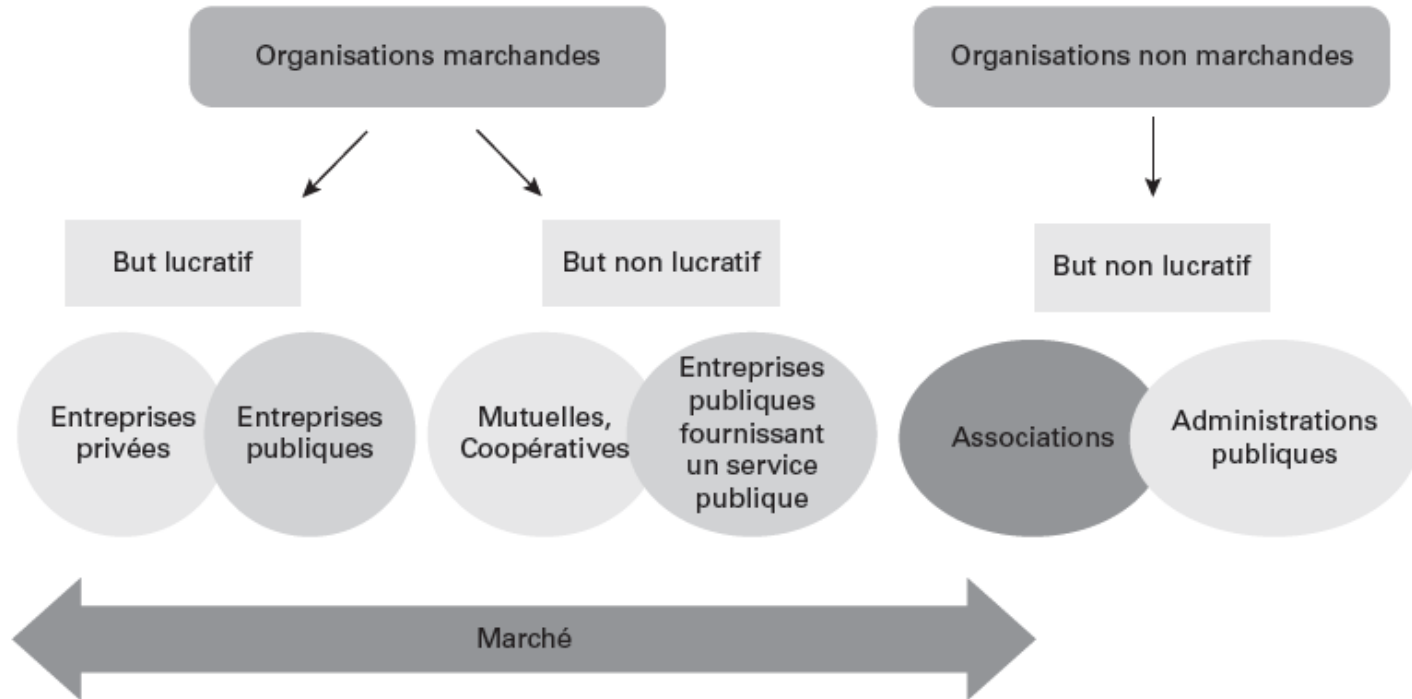 Organisations marchandes
Organisations non marchandes
But lucratif
But non lucratif
But non lucratif
Entreprises
privées
Entreprises
publiques
Mutuelles,
Coopératives
Entreprises
publiques
fournissant
un service
publique
Associations
Administrations
publiques
Marché